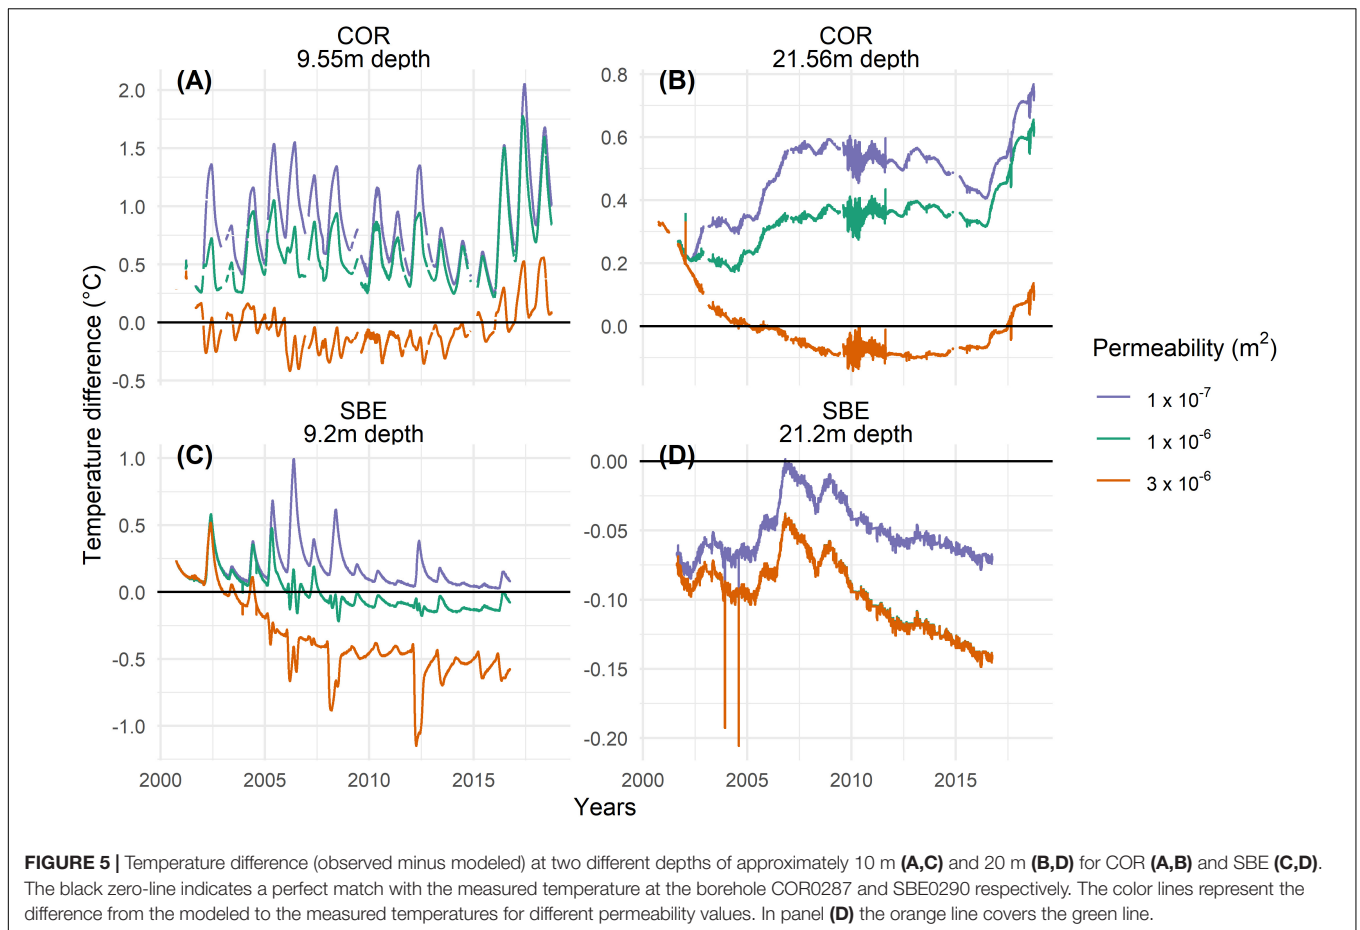 COR
9.55m depth
(A)
2.0
1.5
1.0
0.5
0.0
-0.5
COR
21.56m depth
(B)
0.8
0.6
0.4
0.2
0.0
Temperature difference (°C)
SBE
9.2m depth
(C)
1.0
0.5
0.0
-0.5
-1.0
2000 2005 2010 2015
SBE
21.2m depth
(D)
0.00
-0.05
-0.10
-0.15
-0.20
2000 2005 2010 2015
Years
Permeability (m²)
1 x 10⁻⁷
1 x 10⁻⁶
3 x 10⁻⁶
FIGURE 5 | Temperature difference (observed minus modeled) at two different depths of approximately 10 m (A,C) and 20 m (B,D) for COR (A,B) and SBE (C,D).
The black zero-line indicates a perfect match with the measured temperature at the borehole COR0287 and SBE0290 respectively. The color lines represent the
difference from the modeled to the measured temperatures for different permeability values. In panel (D) the orange line covers the green line.